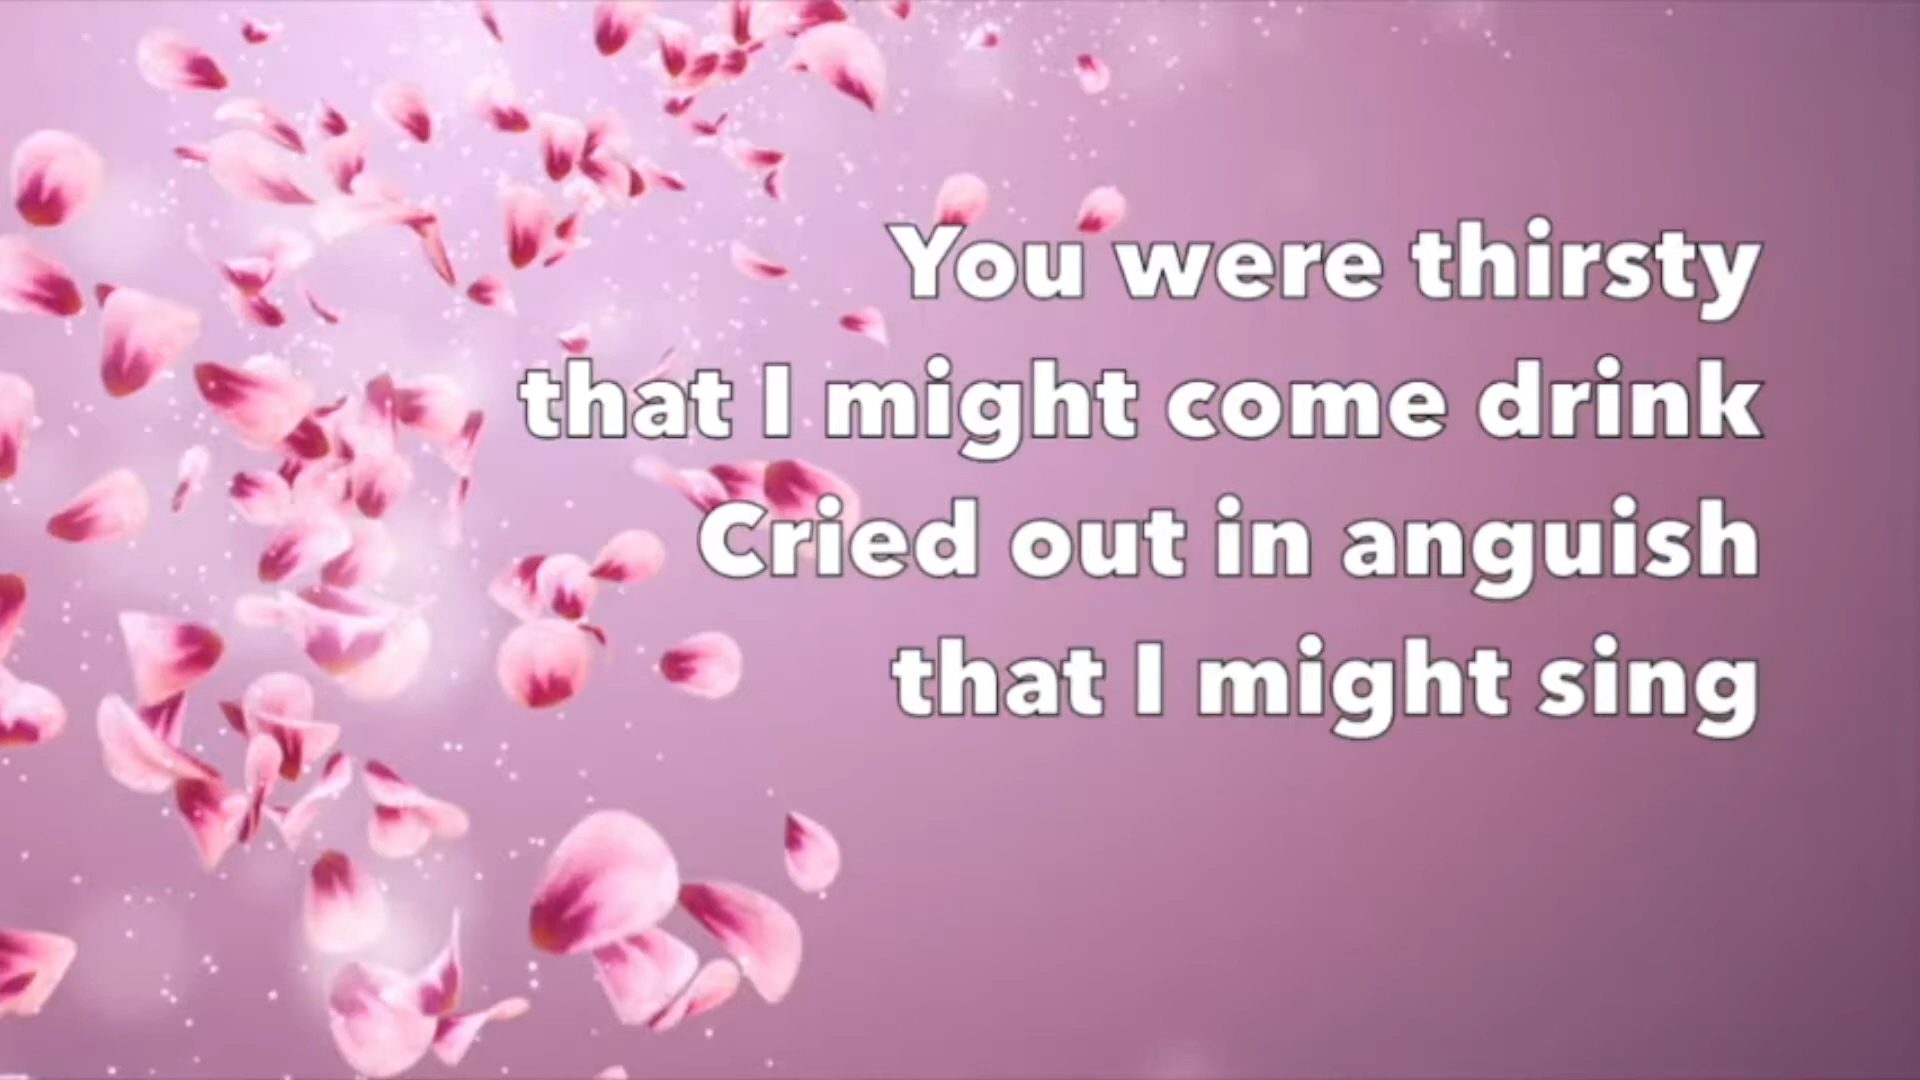 You were thirsty
that I might come drink
Cried out in anguish
that I might sing